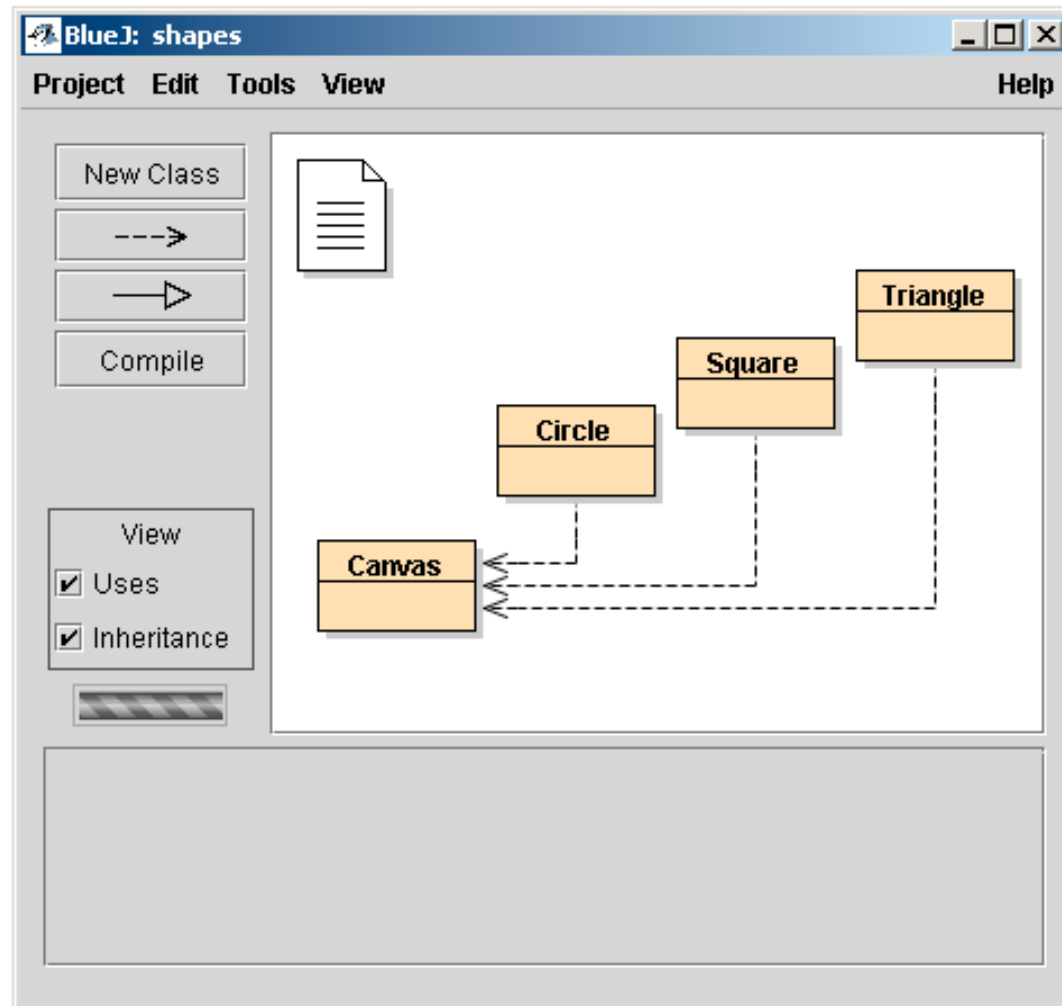 BlueJ: shapes
Project Edit Tools View Help
New Class
Compile
View
Uses
Inheritance
Triangle
Square
Circle
Canvas